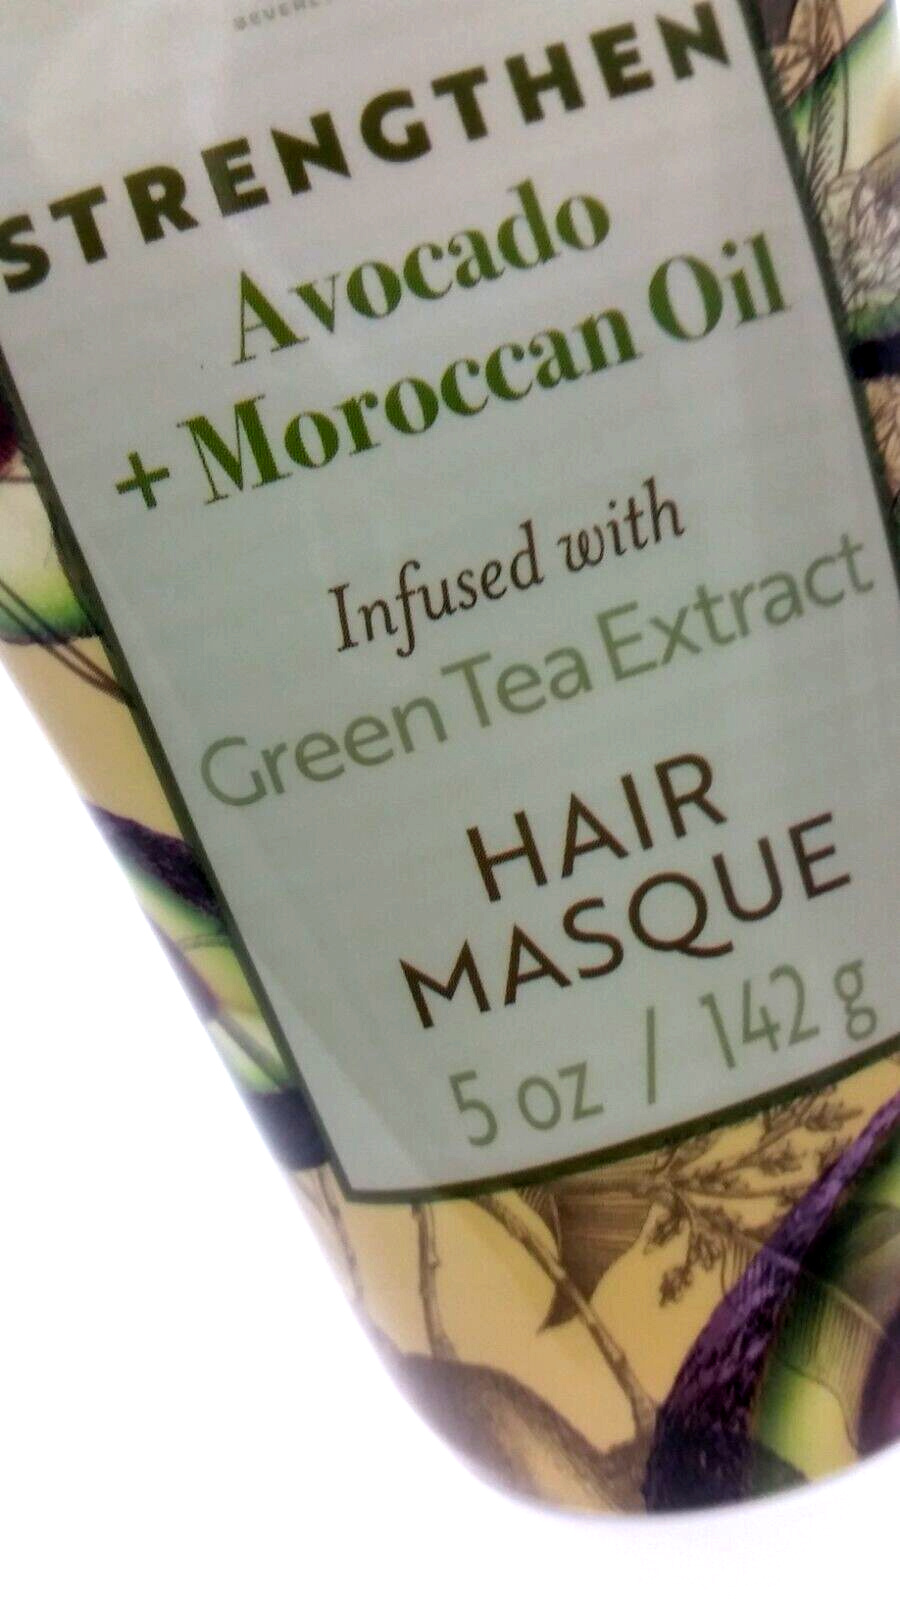 STRENGTHEN
Avocado
+ Moroccan Oil
Infused with
Green Tea Extract
HAIR
MASQUE
5 oz / 142 g